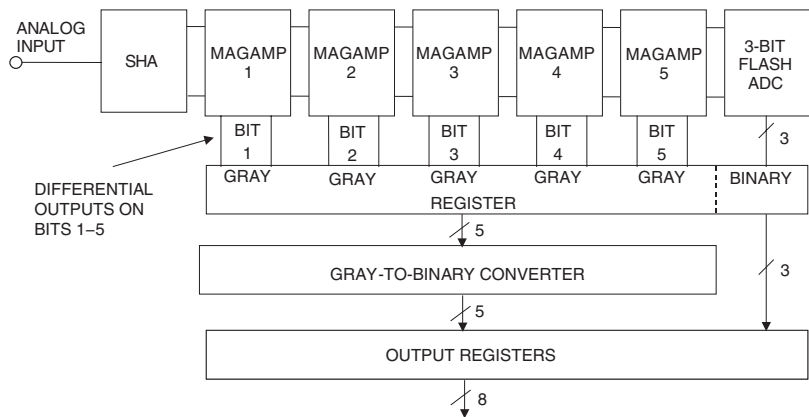 ANALOG
INPUT
SHA
MAGAMP
1
MAGAMP
2
MAGAMP
3
MAGAMP
4
MAGAMP
5
3-BIT
FLASH
ADC
BIT
1
GRAY
BIT
2
GRAY
BIT
3
GRAY
BIT
4
GRAY
BIT
5
GRAY
3
BINARY
DIFFERENTIAL
OUTPUTS ON
BITS 1–5
REGISTER
5
GRAY-TO-BINARY CONVERTER
3
5
OUTPUT REGISTERS
8